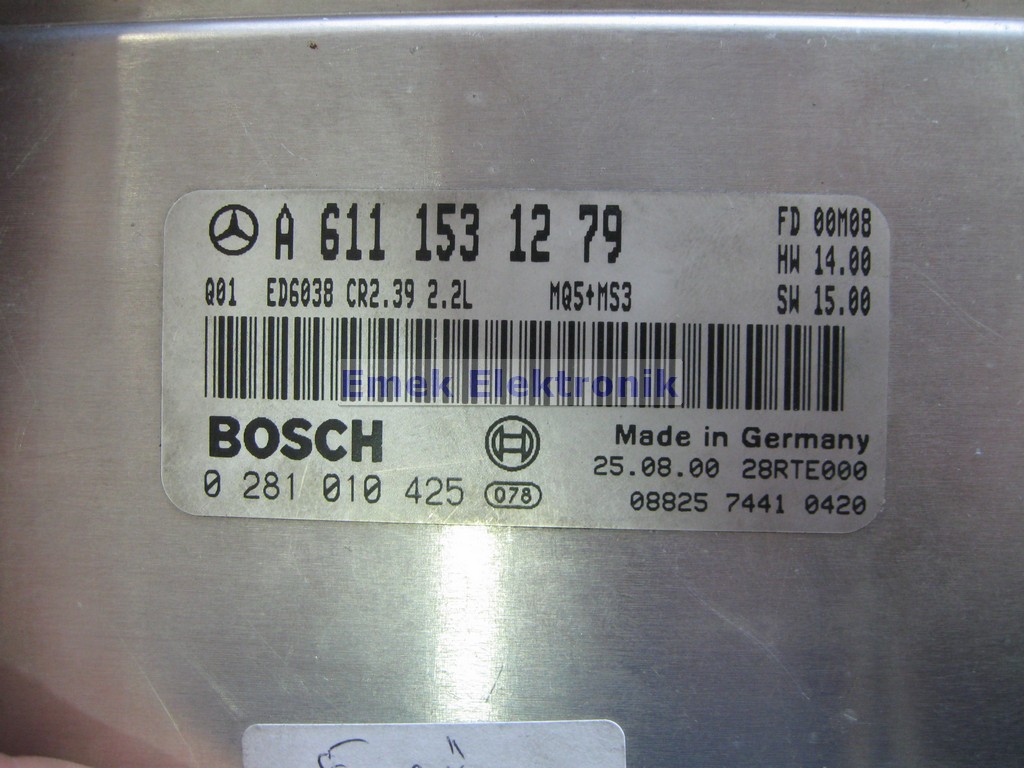 A 611 153 12 79
FD 00M08
HW 14.00
Q01 ED6038 CR2.39 2.2L MQ5+MS3
SW 15.00
Emek Elektronik
BOSCH
Made in Germany
25.08.00 28RTE000
0 281 010 425 078
08825 7441 0420